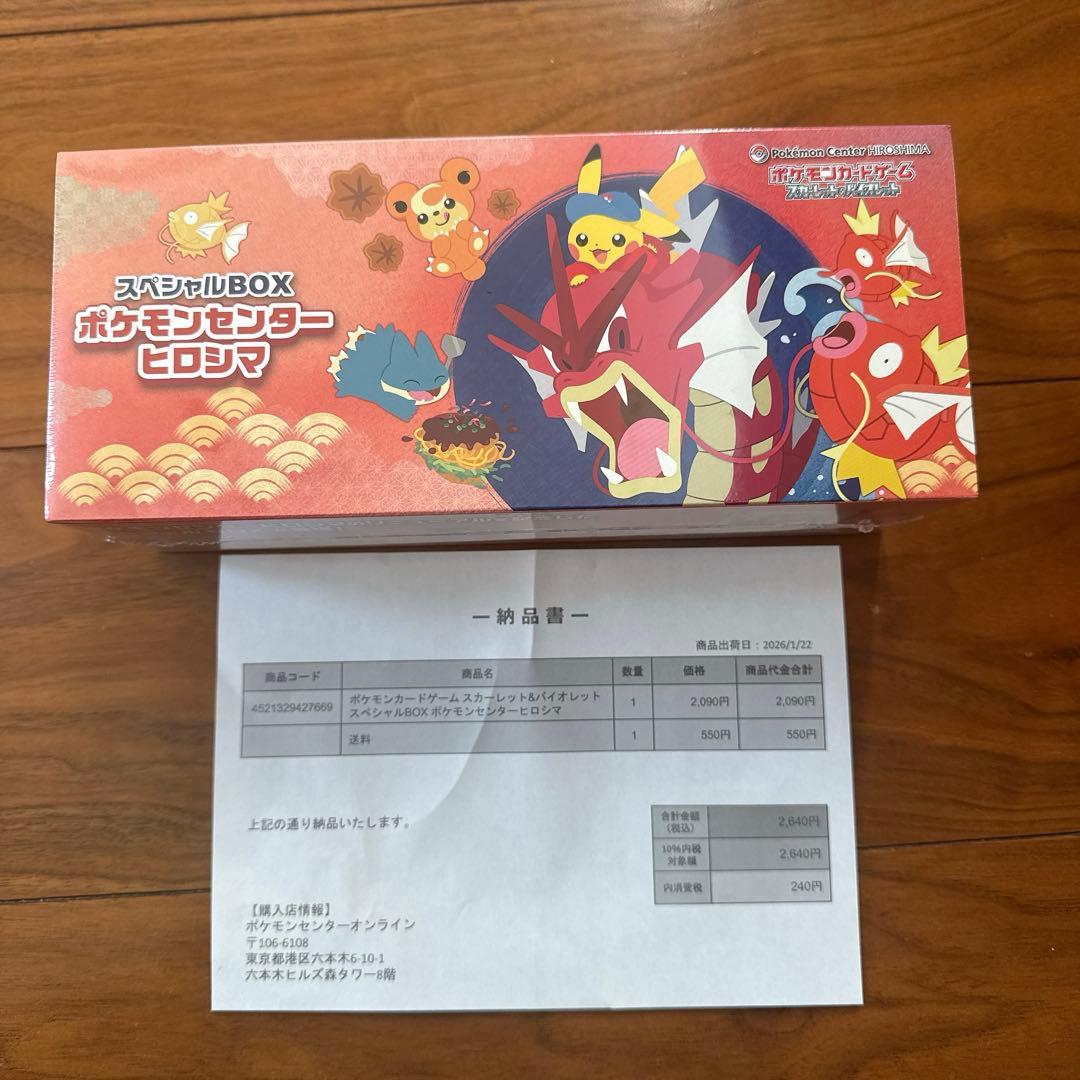 Pokémon Center HIROSHIMA
ポケモンカードゲーム
スカーレット&バイオレット
スペシャルBOX
ポケモンセンター
ヒロシマ
ー納品書ー
商品出荷日：2026/1/22
商品コード 商品名 数量 価格 商品代金合計
4521329427669 ポケモンカードゲーム スカーレット&バイオレット 1 2,090円 2,090円
スペシャルBOX ポケモンセンターヒロシマ
送料 1 550円 550円
上記の通り納品いたします。
合計金額
(税込) 2,640円
10%内税
対象額 2,640円
内消費税 240円
【購入店情報】
ポケモンセンターオンライン
〒106-6108
東京都港区六本木6-10-1
六本木ヒルズ森タワー8階